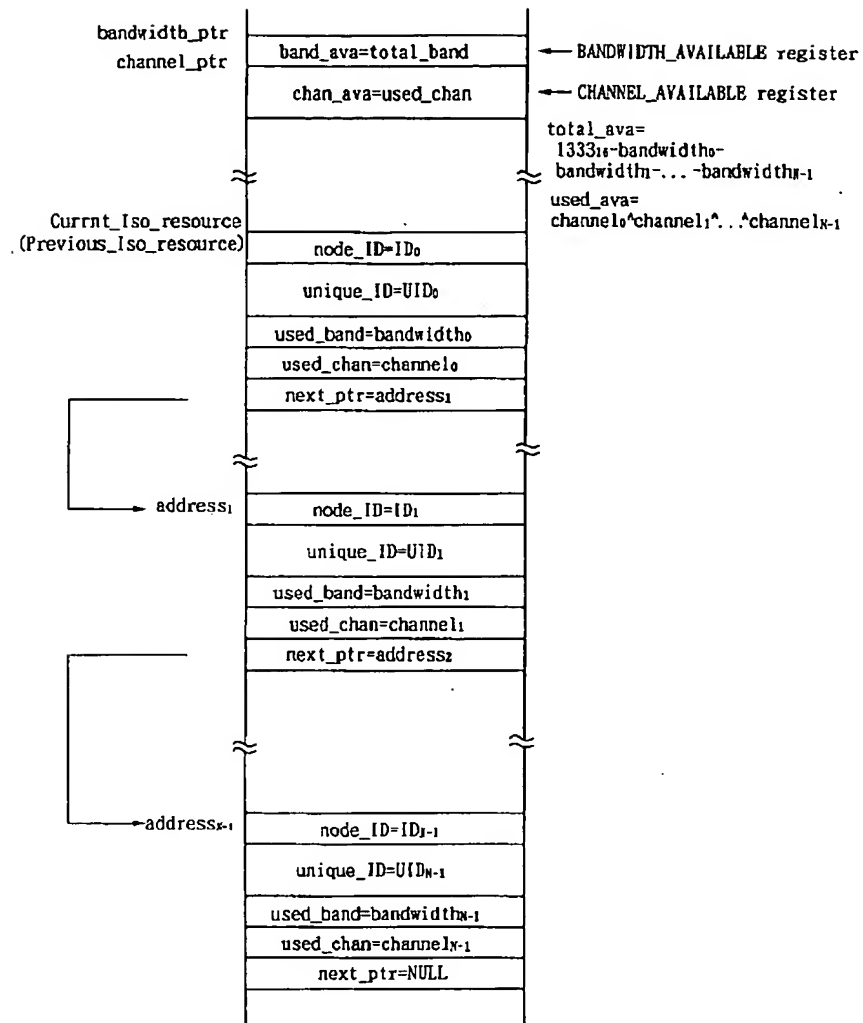 bandwidth_ptr
band_ava=total_band
BANDWIDTH_AVAILABLE register
channel_ptr
chan_ava=used_chan
CHANNEL_AVAILABLE register
total_ava=
1333₁₆-bandwidth₀-
bandwidth₁-...-bandwidthN-1
used_ava=
channel₀^channel₁^...^channelN-1
Currnt_Iso_resource
(Previous_Iso_resource)
node_ID=ID₀
unique_ID=UID₀
used_band=bandwidth₀
used_chan=channel₀
next_ptr=address₁
address₁
node_ID=ID₁
unique_ID=UID₁
used_band=bandwidth₁
used_chan=channel₁
next_ptr=address₂
addressN-1
node_ID=IDN-1
unique_ID=UIDN-1
used_band=bandwidthN-1
used_chan=channelN-1
next_ptr=NULL